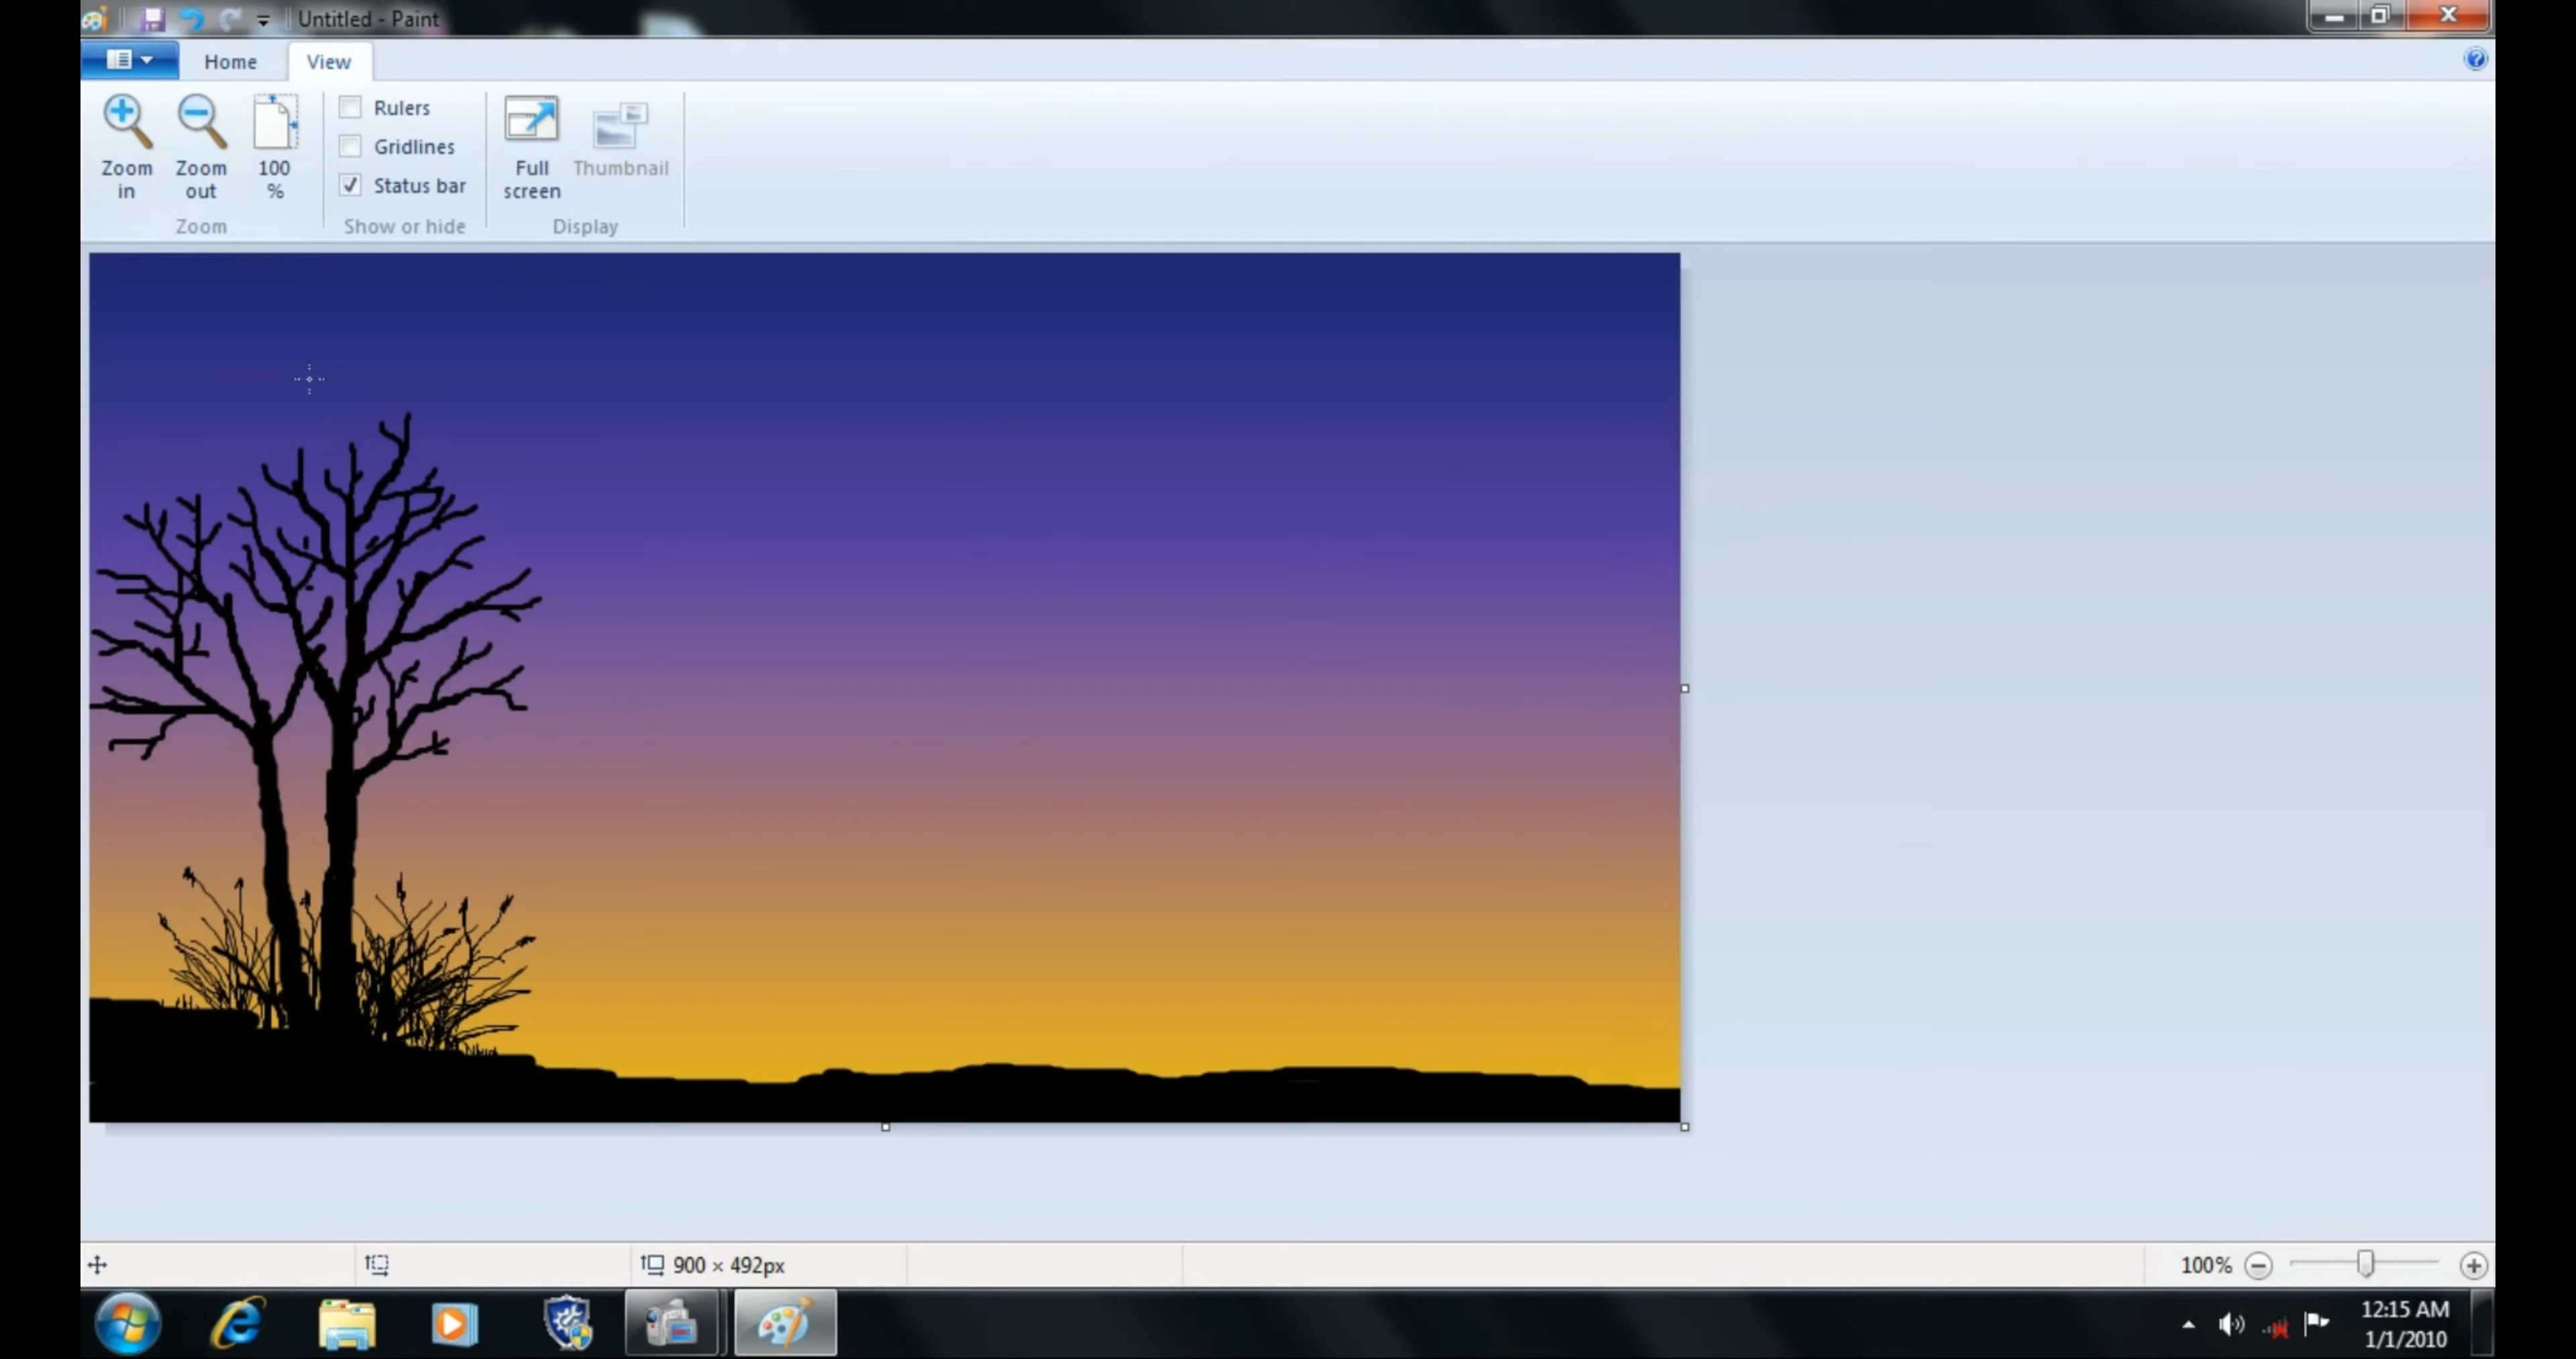 Untitled - Paint
Home View
Zoom in
Zoom out
100 %
Zoom
Rulers
Gridlines
Status bar
Show or hide
Full screen
Thumbnail
Display
900 × 492px
100%
12:15 AM
1/1/2010